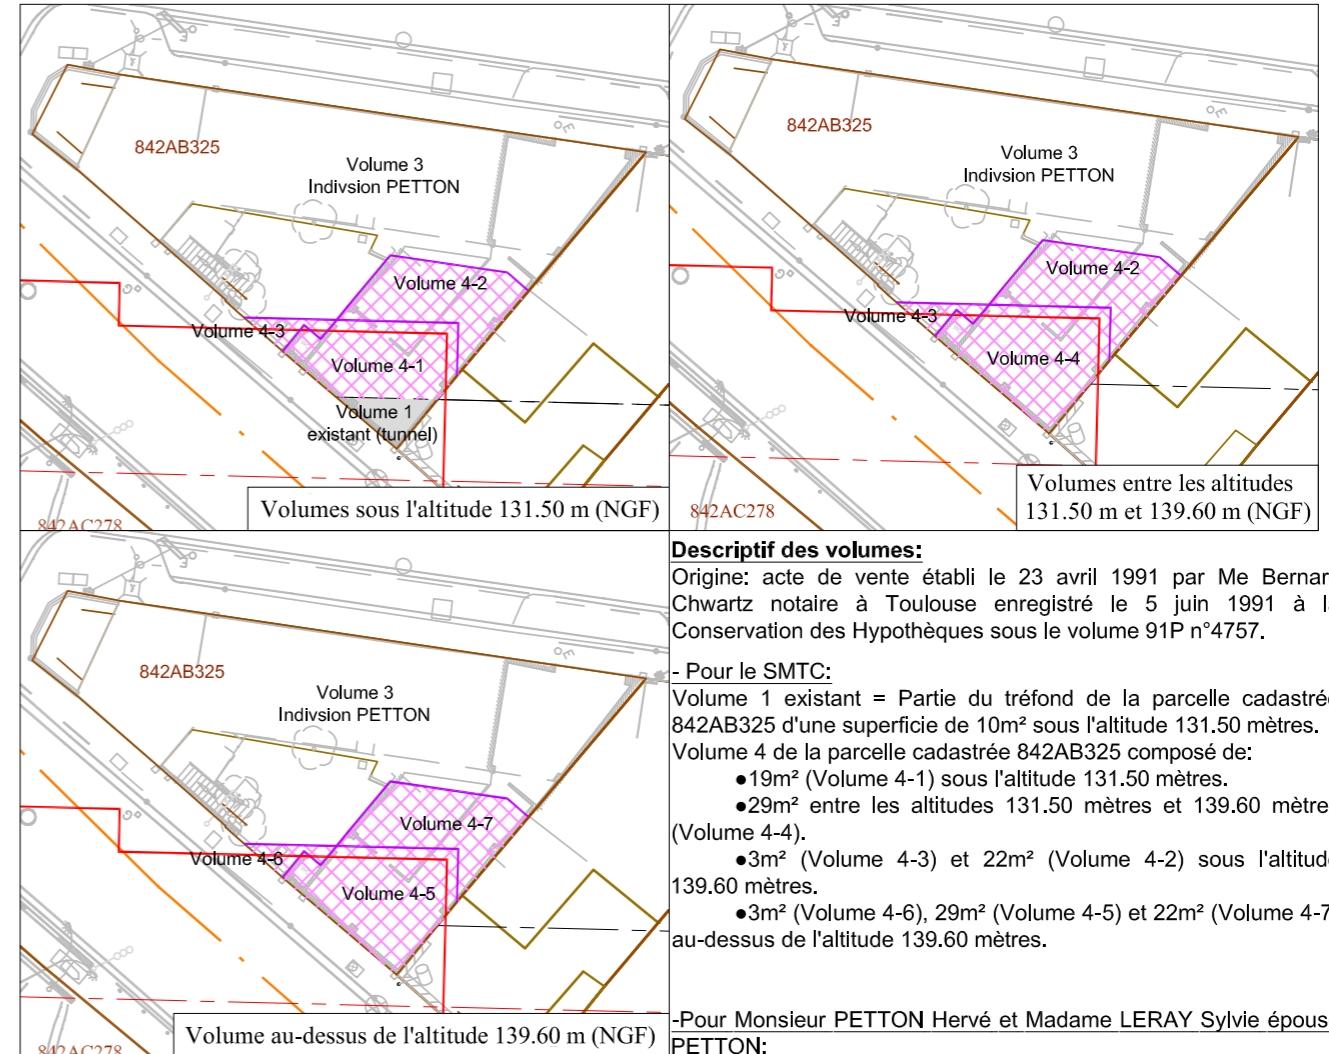 842AB325
Volume 3
Indivsion PETTON
Volume 4-2
Volume 4-3
Volume 4-1
Volume 1
existant (tunnel)
842AC278
Volumes sous l'altitude 131.50 m (NGF)
842AB325
Volume 3
Indivsion PETTON
Volume 4-2
Volume 4-3
Volume 4-4
842AC278
Volumes entre les altitudes
131.50 m et 139.60 m (NGF)
842AB325
Volume 3
Indivsion PETTON
Volume 4-7
Volume 4-6
Volume 4-5
842AC278
Volume au-dessus de l'altitude 139.60 m (NGF)
Descriptif des volumes:
Origine: acte de vente établi le 23 avril 1991 par Me Bernar
Chwartz notaire à Toulouse enregistré le 5 juin 1991 à l
Conservation des Hypothèques sous le volume 91P n°4757.
- Pour le SMTC:
Volume 1 existant = Partie du tréfond de la parcelle cadastrée
842AB325 d'une superficie de 10m² sous l'altitude 131.50 mètres.
Volume 4 de la parcelle cadastrée 842AB325 composé de:
●19m² (Volume 4-1) sous l'altitude 131.50 mètres.
●29m² entre les altitudes 131.50 mètres et 139.60 mètre
(Volume 4-4).
●3m² (Volume 4-3) et 22m² (Volume 4-2) sous l'altitude
139.60 mètres.
●3m² (Volume 4-6), 29m² (Volume 4-5) et 22m² (Volume 4-7
au-dessus de l'altitude 139.60 mètres.
-Pour Monsieur PETTON Hervé et Madame LERAY Sylvie épous
PETTON: